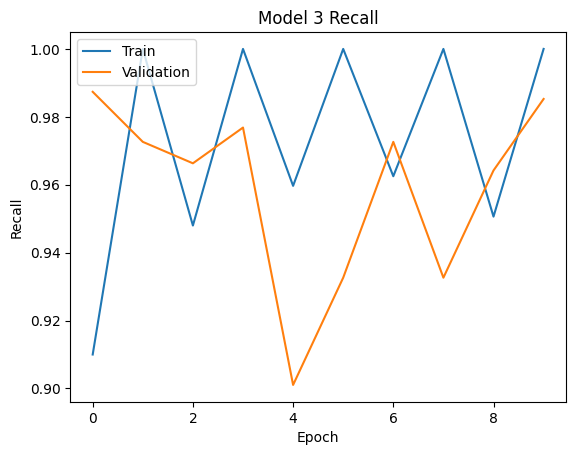 Model 3 Recall
Train
Validation
Recall
1.00
0.98
0.96
0.94
0.92
0.90
0
2
4
6
8
Epoch